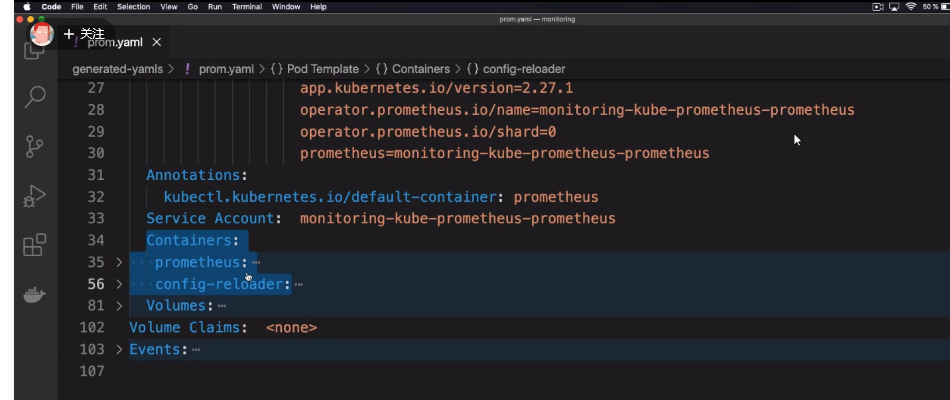 Code File Edit Selection View Go Run Terminal Window Help 50 %
prom.yaml — monitoring
+ 关注
! prom.yaml ×
generated-yamls > ! prom.yaml > {} Pod Template > {} Containers > {} config-reloader
27 app.kubernetes.io/version=2.27.1
28 operator.prometheus.io/name=monitoring-kube-prometheus-prometheus
29 operator.prometheus.io/shard=0
30 prometheus=monitoring-kube-prometheus-prometheus
31 Annotations:
32 kubectl.kubernetes.io/default-container: prometheus
33 Service Account: monitoring-kube-prometheus-prometheus
34 Containers:
35 > prometheus: ⋯
56 > config-reloader: ⋯
81 > Volumes: ⋯
102 Volume Claims: <none>
103 > Events: ⋯
107